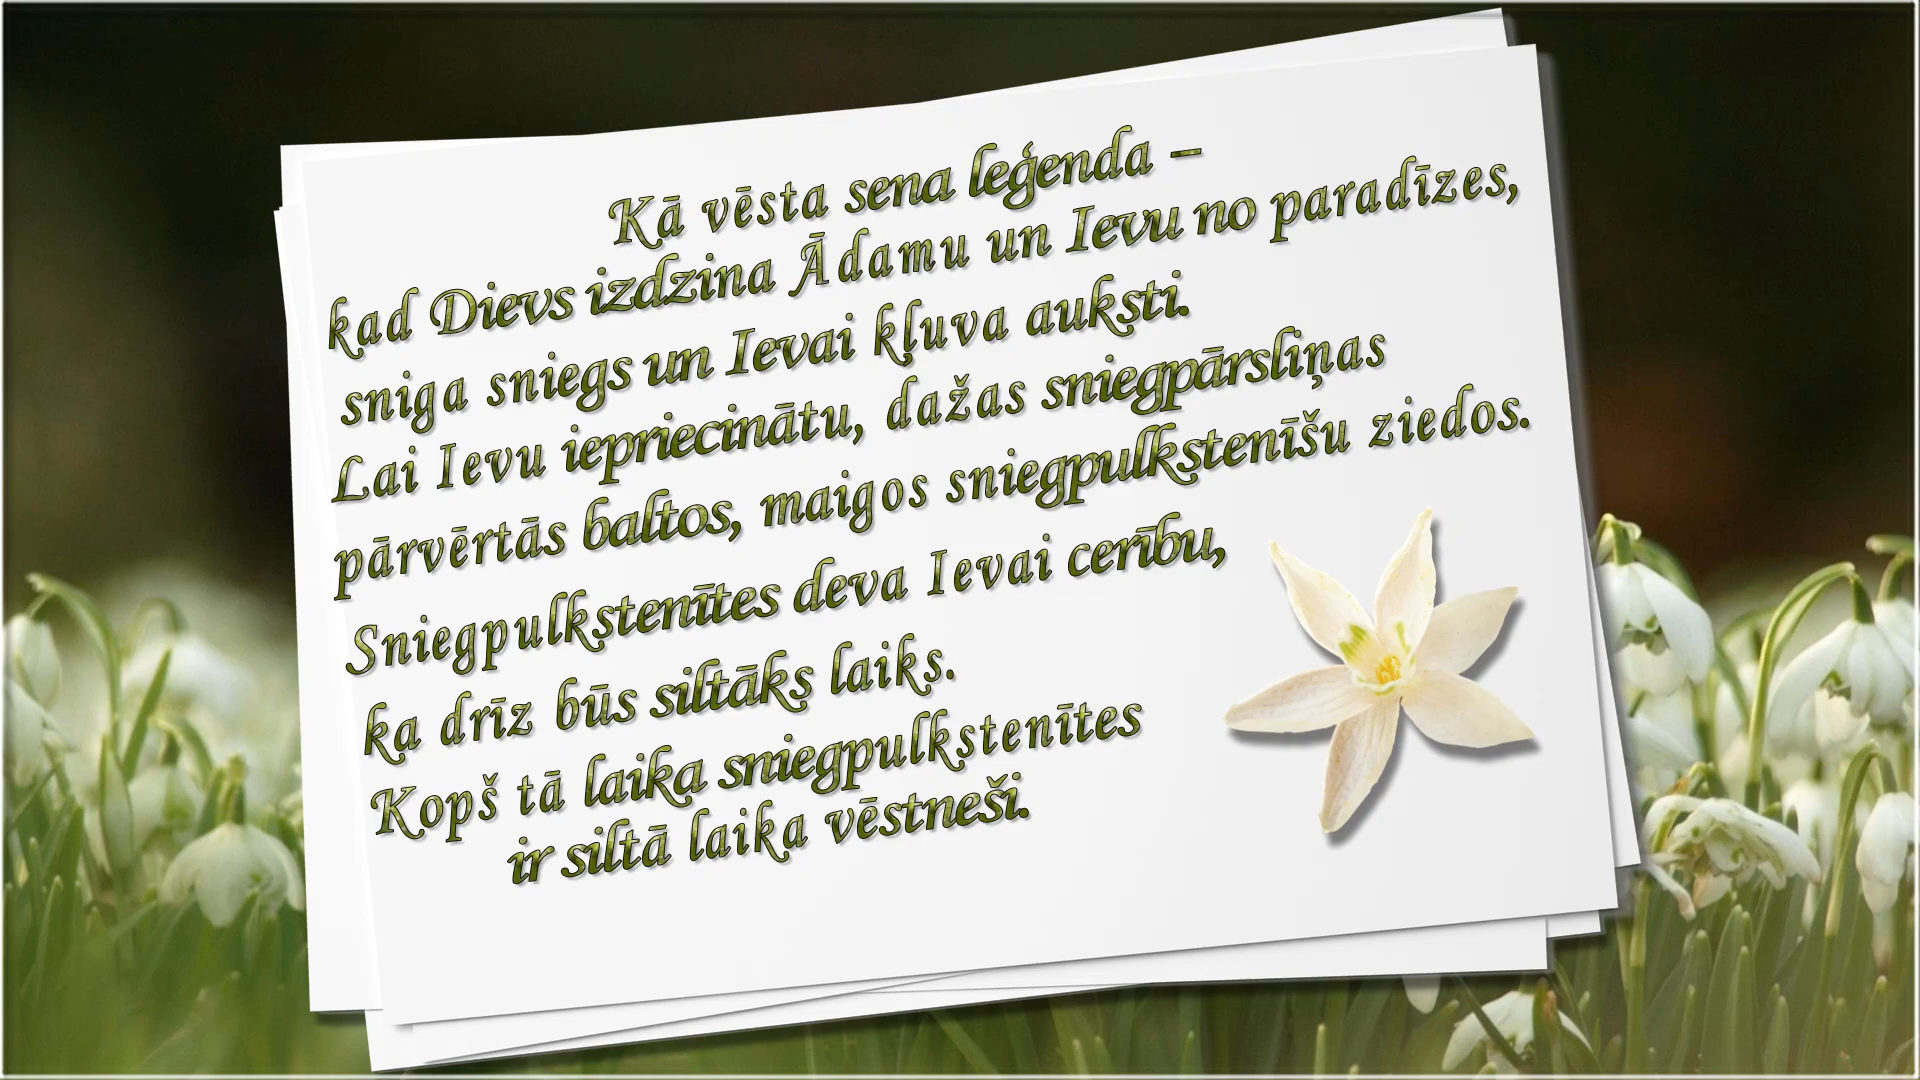 Kā vēsta sena leģenda –
kad Dievs izdzina Ādamu un Ievu no paradīzes,
sniga sniegs un Ievai kļuva auksti.
Lai Ievu iepriecinātu, dažas sniegpārsliņas
pārvērtās baltos, maigos sniegpulkstenīšu ziedos.
Sniegpulkstenītes deva Ievai cerību,
ka drīz būs siltāks laiks.
Kopš tā laika sniegpulkstenītes
ir siltā laika vēstneši.